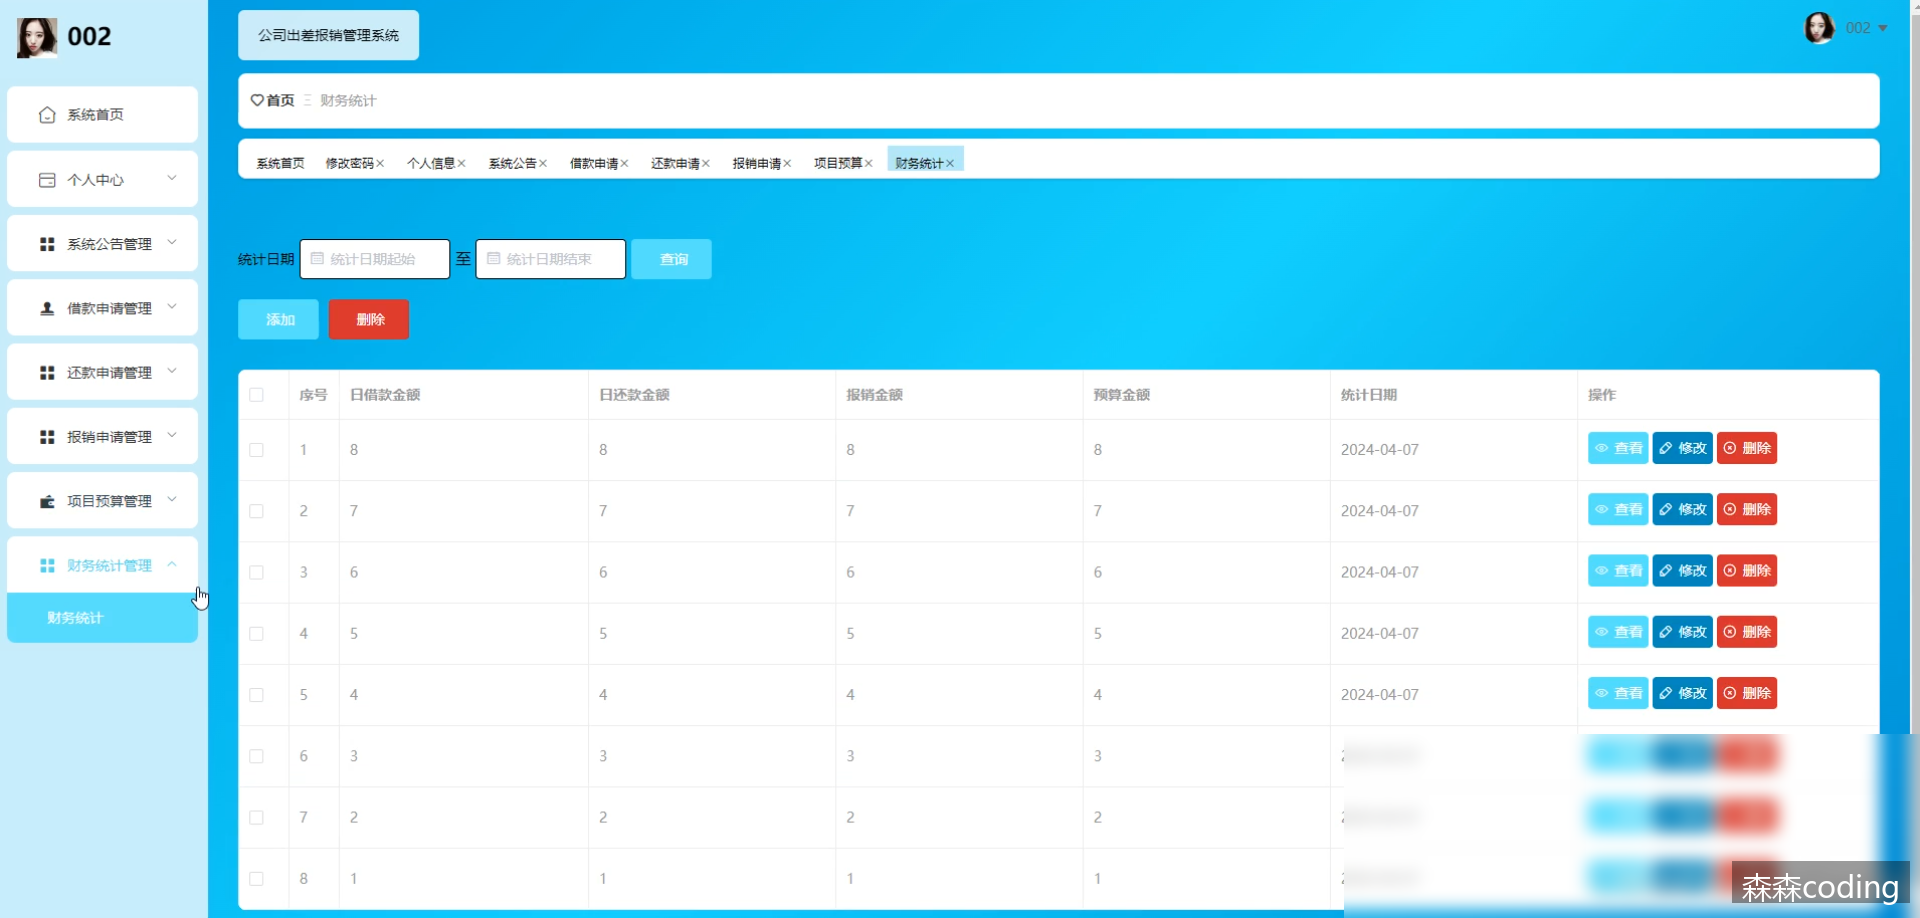 002
系统首页
个人中心
系统公告管理
借款申请管理
还款申请管理
报销申请管理
项目预算管理
财务统计管理
财务统计
公司出差报销管理系统
002
首页 财务统计
系统首页 修改密码 个人信息 系统公告 借款申请 还款申请 报销申请 项目预算 财务统计
统计日期 统计日期起始 至 统计日期结束 查询
添加 删除
序号 日借款金额 日还款金额 报销金额 预算金额 统计日期 操作
1 8 8 8 8 2024-04-07 查看 修改 删除
2 7 7 7 7 2024-04-07 查看 修改 删除
3 6 6 6 6 2024-04-07 查看 修改 删除
4 5 5 5 5 2024-04-07 查看 修改 删除
5 4 4 4 4 2024-04-07 查看 修改 删除
6 3 3 3 3
7 2 2 2 2
8 1 1 1 1
森森coding